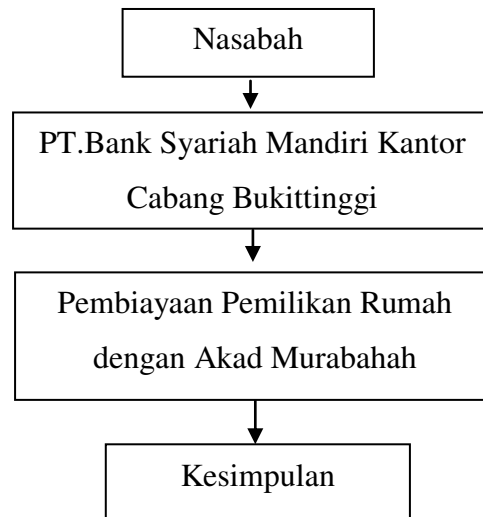 Nasabah
PT.Bank Syariah Mandiri Kantor
Cabang Bukittinggi
Pembiayaan Pemilikan Rumah
dengan Akad Murabahah
Kesimpulan